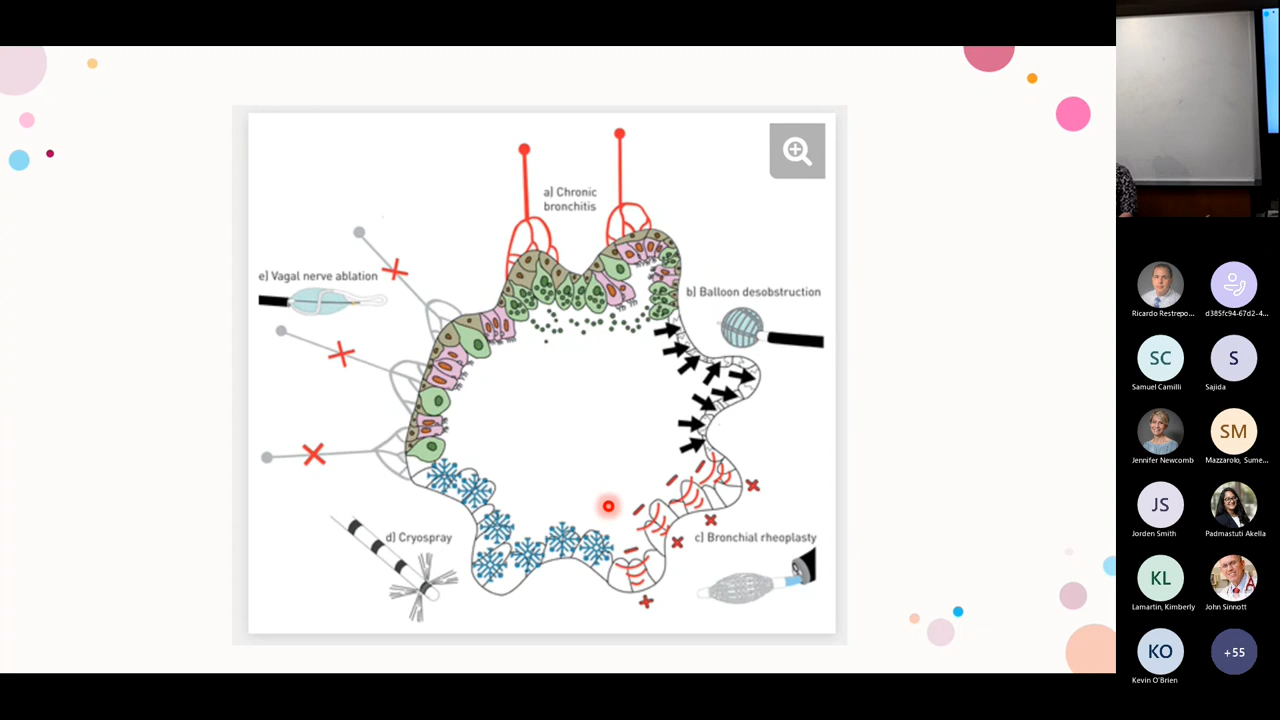 a) Chronic
bronchitis
e) Vagal nerve ablation
b) Balloon desobstruction
d) Cryospray
c) Bronchial rheoplasty
Ricardo Restrepo...
d385fc94-67d2-4...
SC
S
Samuel Camilli
Sajida
SM
Jennifer Newcomb
Mazzarolo, Sume...
JS
Jorden Smith
Padmastuti Akella
KL
A
Lamartin, Kimberly
John Sinnott
KO
+55
Kevin O'Brien